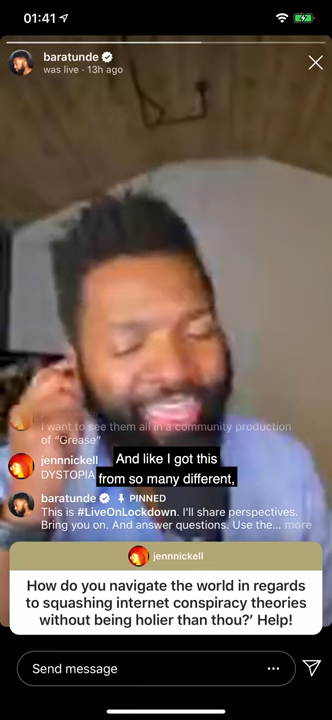 01:41
baratunde
was live · 13h ago
I want to see them all in a community production
of “Grease”
jennnickell
DYSTOPIA
And like I got this
from so many different,
baratunde PINNED
This is #LiveOnLockdown. I'll share perspectives.
Bring you on. And answer questions. Use the... more
jennnickell
How do you navigate the world in regards
to squashing internet conspiracy theories
without being holier than thou?’ Help!
Send message